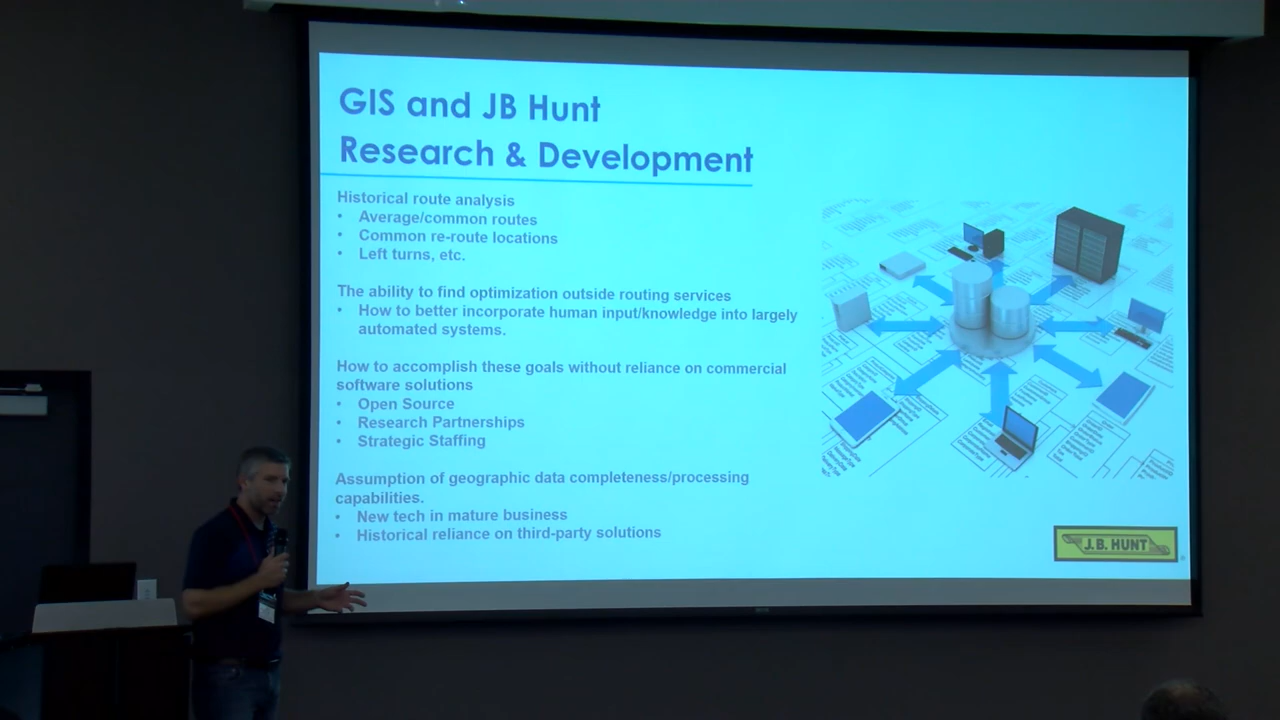 GIS and JB Hunt
Research & Development
Historical route analysis
• Average/common routes
• Common re-route locations
• Left turns, etc.
The ability to find optimization outside routing services
• How to better incorporate human input/knowledge into largely
automated systems.
How to accomplish these goals without reliance on commercial
software solutions
• Open Source
• Research Partnerships
• Strategic Staffing
Assumption of geographic data completeness/processing
capabilities.
• New tech in mature business
• Historical reliance on third-party solutions
J.B. HUNT